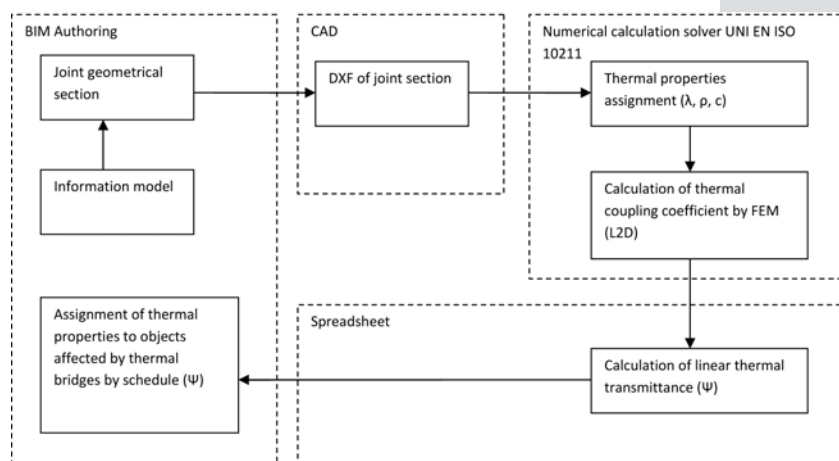 BIM Authoring
Joint geometrical
section
Information model
Assignment of thermal
properties to objects
affected by thermal
bridges by schedule (Ψ)
CAD
DXF of joint section
Numerical calculation solver UNI EN ISO
10211
Thermal properties
assignment (λ, ρ, c)
Calculation of thermal
coupling coefficient by FEM
(L2D)
Spreadsheet
Calculation of linear thermal
transmittance (Ψ)